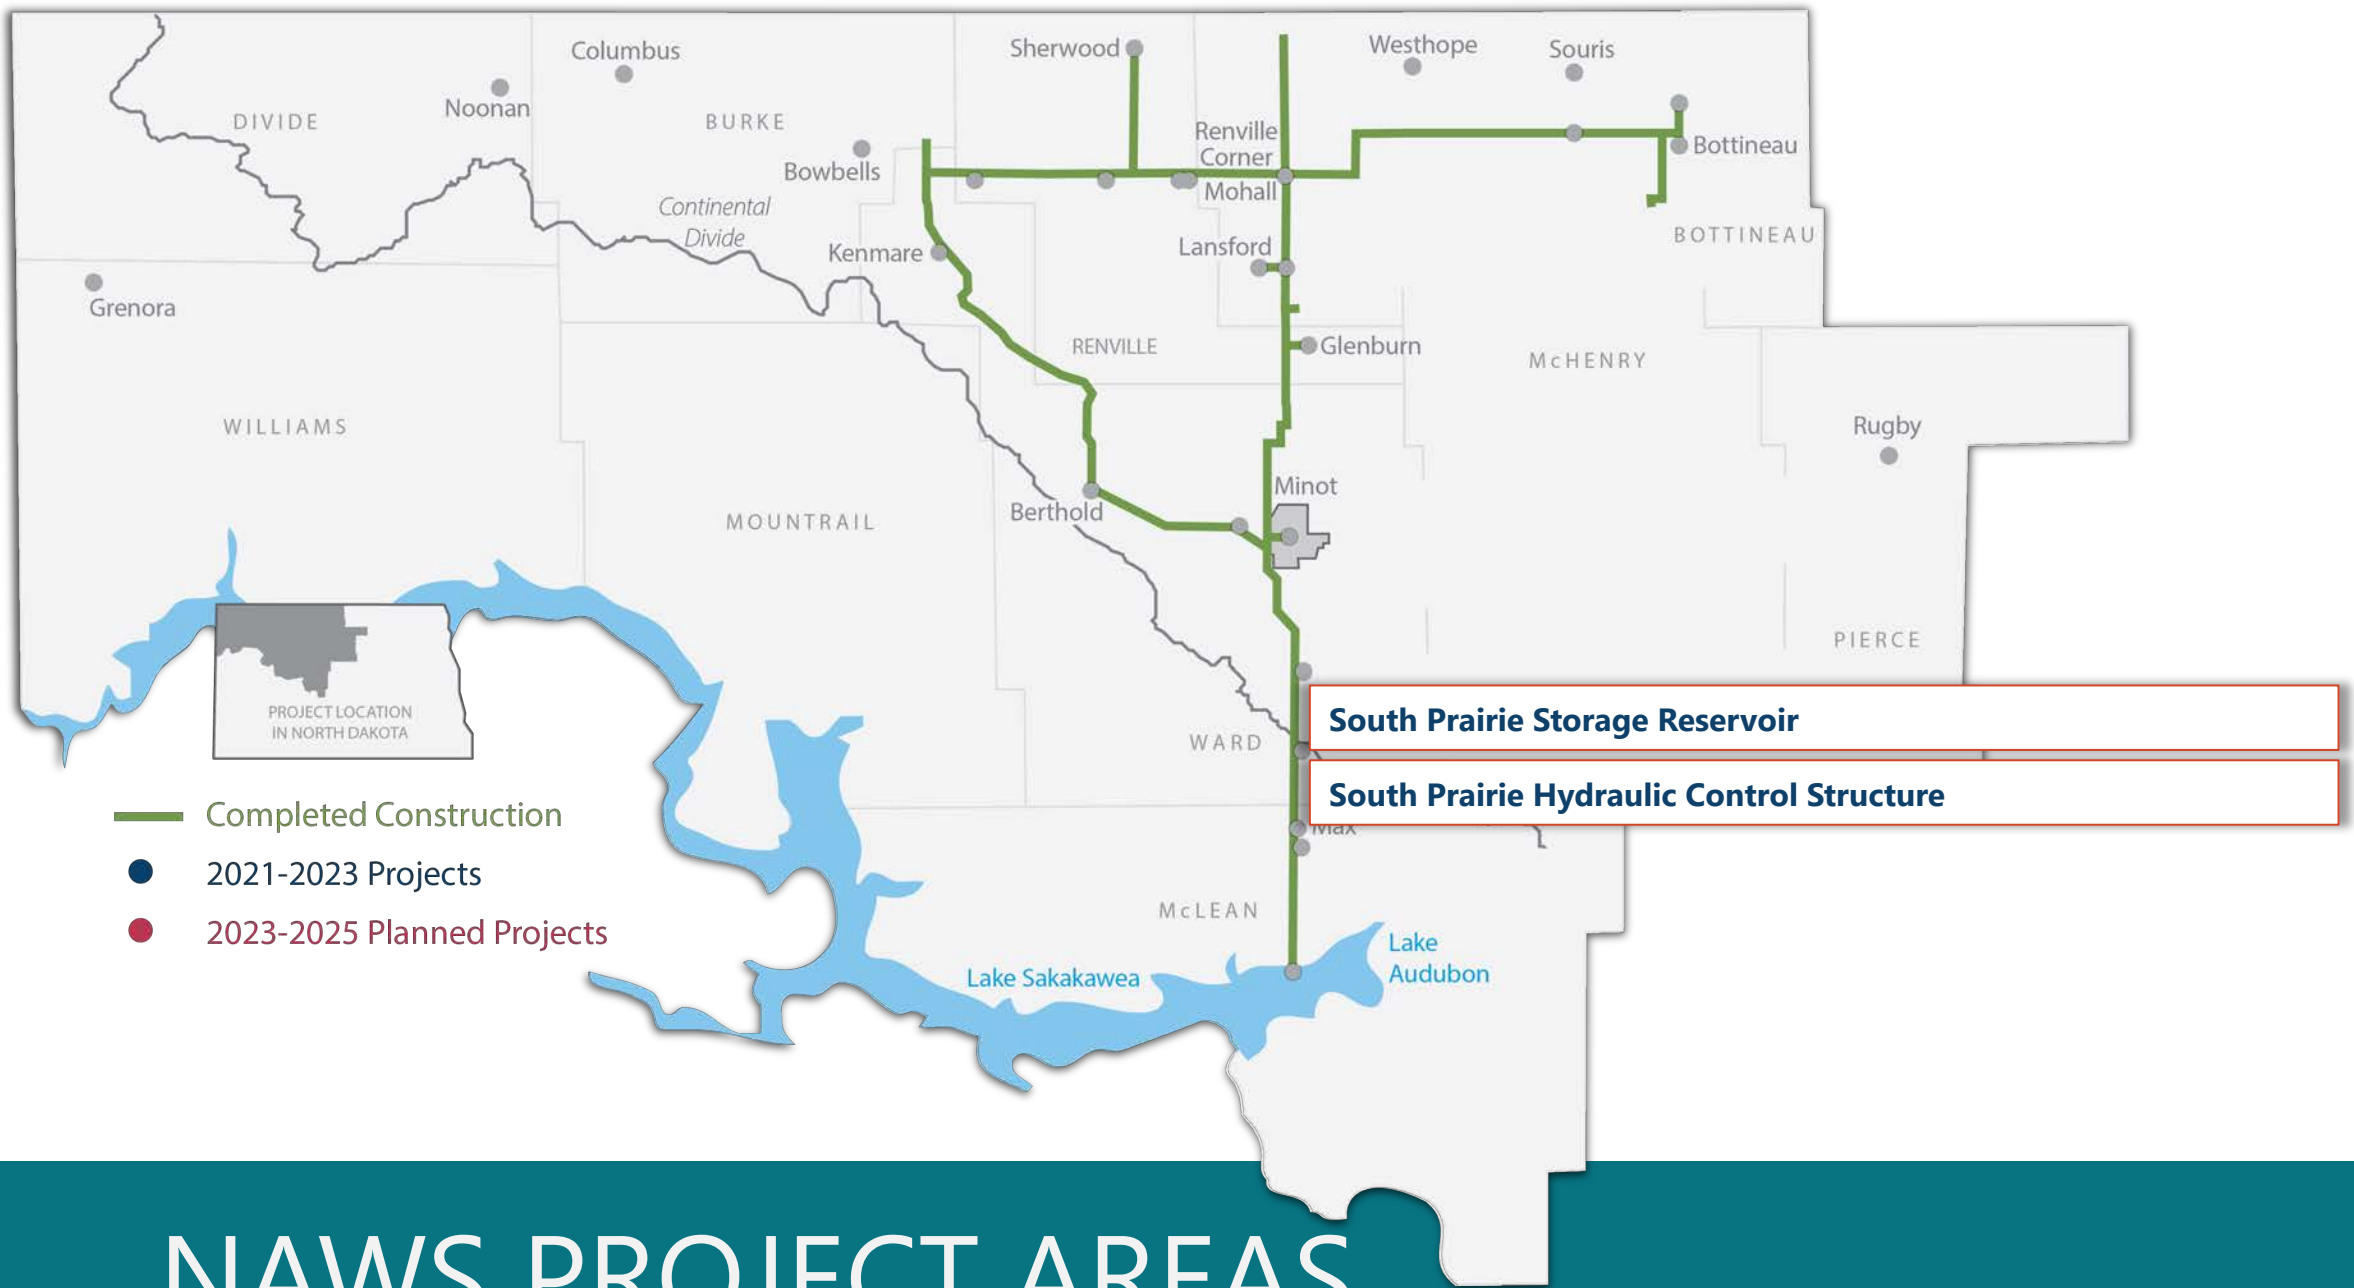 Sherwood
Westhope
Souris
Columbus
Noonan
DIVIDE
BURKE
Renville
Corner
Bottineau
Bowbells
Mohall
Continental
Divide
BOTTINEAU
Kenmare
Lansford
Grenora
RENVILLE
Glenburn
McHENRY
WILLIAMS
Rugby
Minot
Berthold
MOUNTRAIL
PIERCE
PROJECT LOCATION
IN NORTH DAKOTA
South Prairie Storage Reservoir
WARD
South Prairie Hydraulic Control Structure
Max
Completed Construction
2021-2023 Projects
2023-2025 Planned Projects
McLEAN
Lake
Audubon
Lake Sakakawea
NAWS PROJECT AREAS